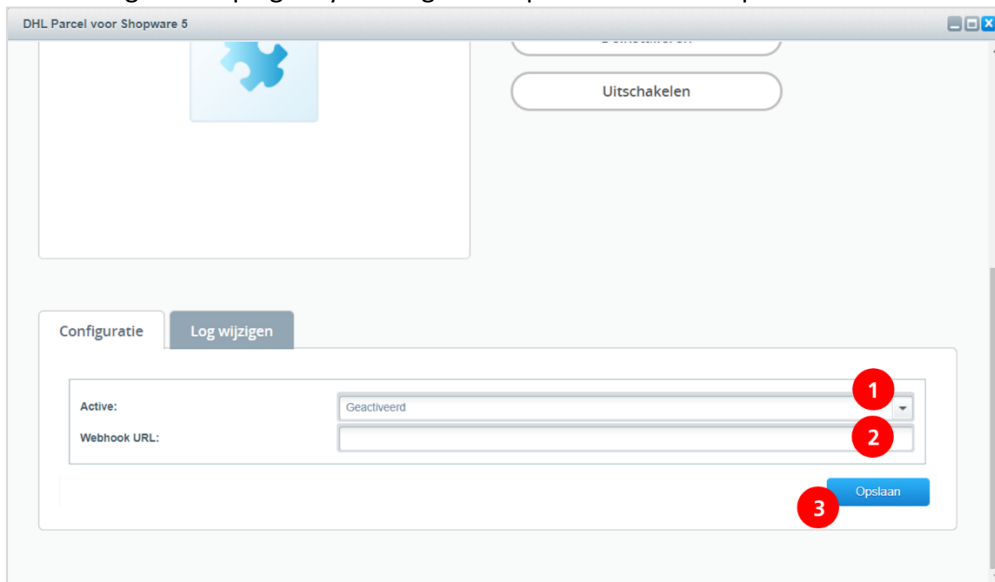 DHL Parcel voor Shopware 5
Uitschakelen
Configuratie
Log wijzigen
1
Active:
Geactiveerd
Webhook URL:
2
Opslaan
3